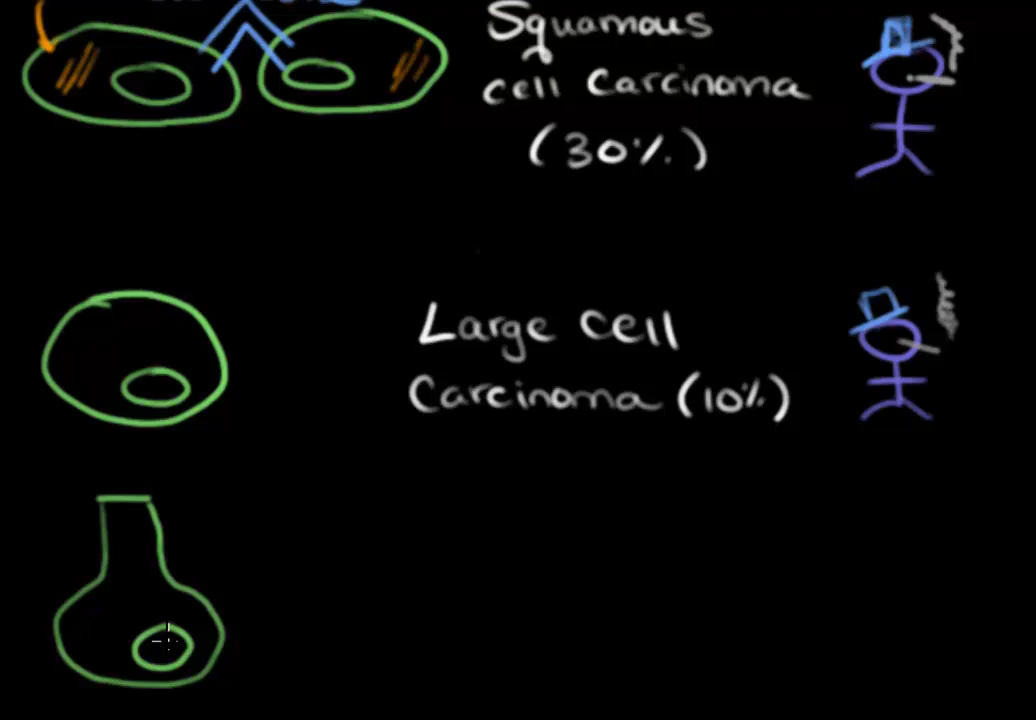 Squamous
cell Carcinoma
(30%)
Large Cell
Carcinoma (10%)